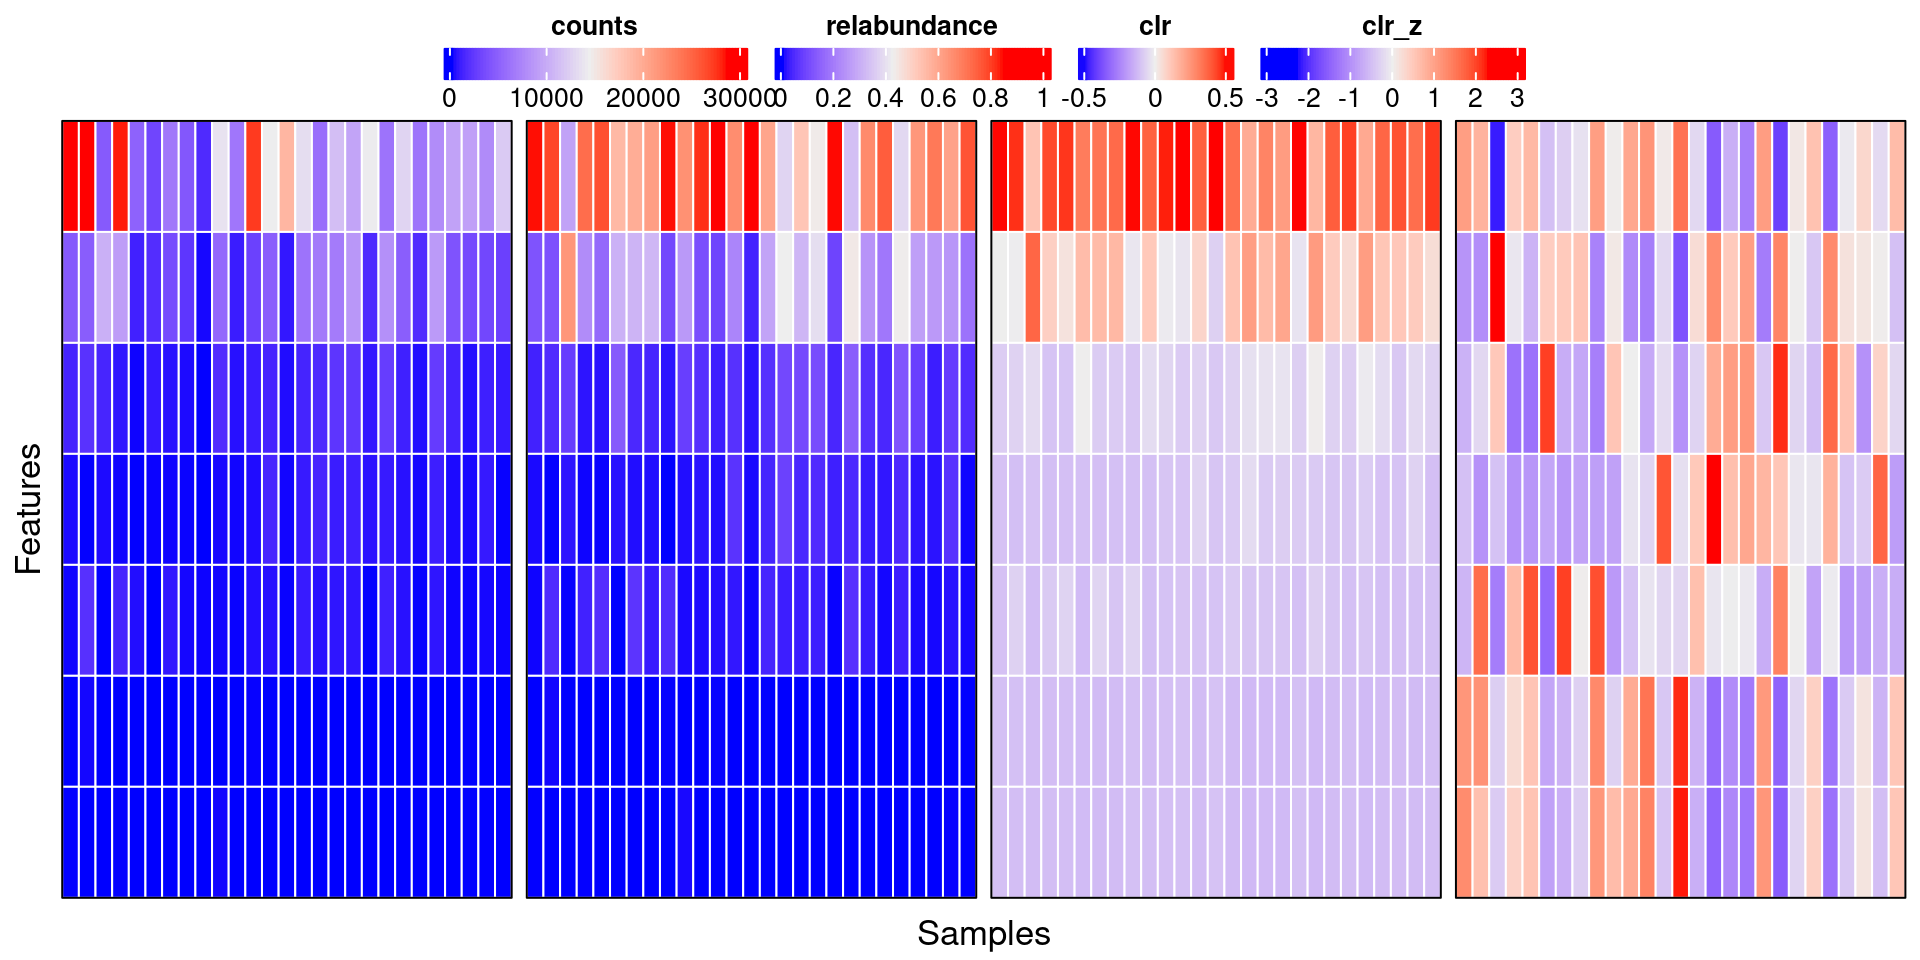 counts relabundance clr clr_z
0 10000 20000 30000 0 0.2 0.4 0.6 0.8 1 -0.5 0 0.5 -3 -2 -1 0 1 2 3
Features
Samples